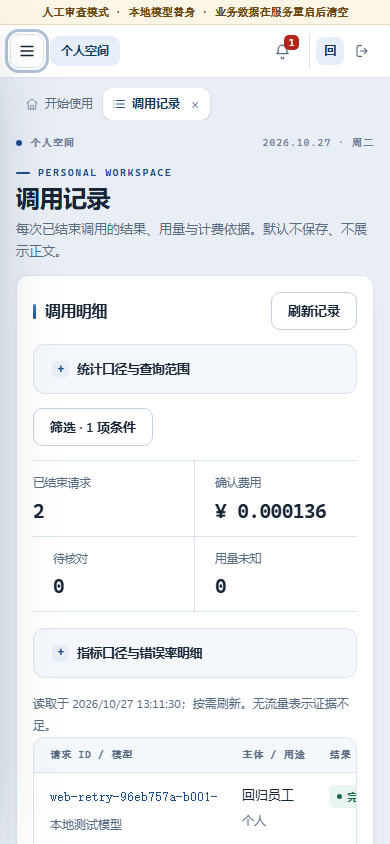 人工审查模式 · 本地模型替身 · 业务数据在服务重启后清空
个人空间
1
回
开始使用
调用记录 ×
个人空间
2026.10.27 · 周二
PERSONAL WORKSPACE
调用记录
每次已结束调用的结果、用量与计费依据。默认不保存、不展
示正文。
调用明细
刷新记录
+ 统计口径与查询范围
筛选 · 1 项条件
已结束请求
确认费用
2
¥ 0.000136
待核对
用量未知
0
0
+ 指标口径与错误率明细
读取于 2026/10/27 13:11:30；按需刷新。无流量表示证据不
足。
请求 ID / 模型
主体 / 用途
结果
web-retry-96eb757a-b001-
回归员工
本地测试模型
个人